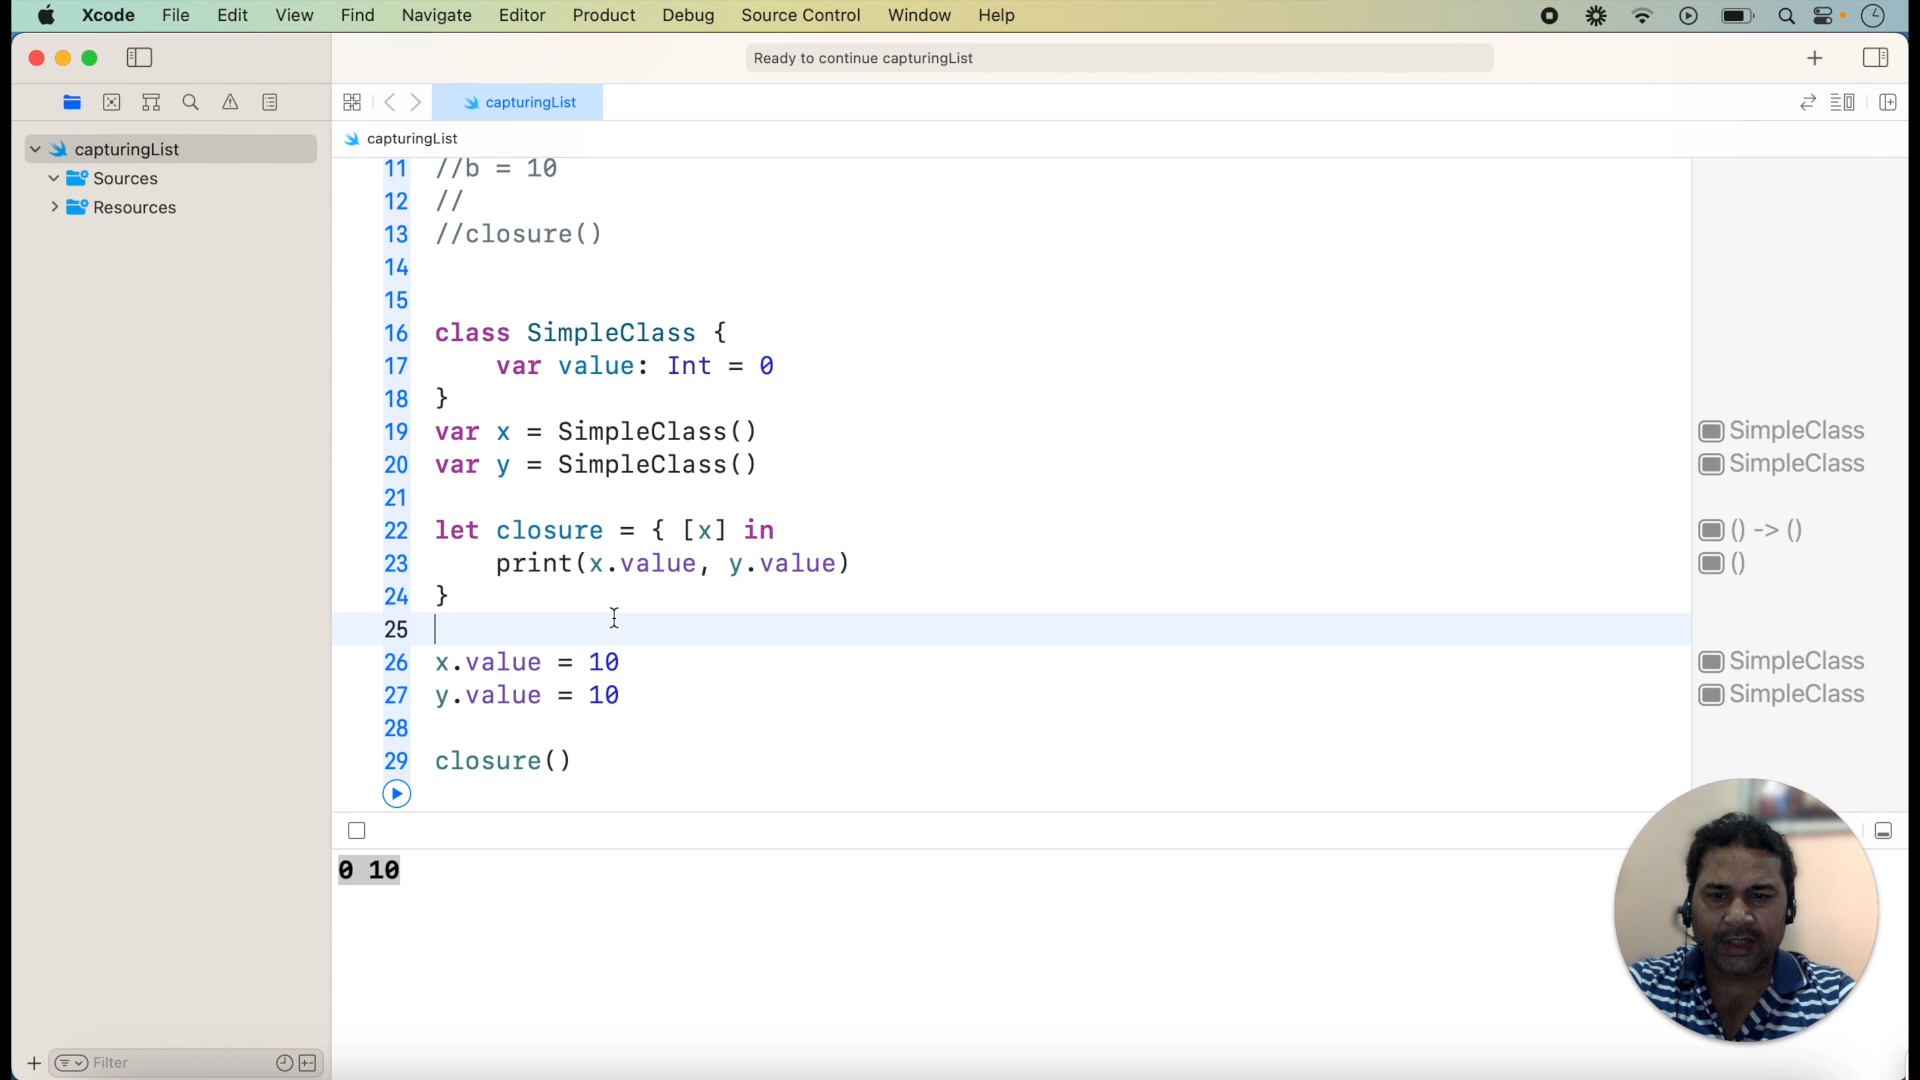 Xcode File Edit View Find Navigate Editor Product Debug Source Control Window Help
Ready to continue capturingList
capturingList
capturingList
capturingList
Sources
Resources
11 //b = 10
12 //
13 //closure()
14
15
16 class SimpleClass {
17 var value: Int = 0
18 }
19 var x = SimpleClass() SimpleClass
20 var y = SimpleClass() SimpleClass
21
22 let closure = { [x] in () -> ()
23 print(x.value, y.value) ()
24 }
25
26 x.value = 10 SimpleClass
27 y.value = 10 SimpleClass
28
29 closure()
0 10
Filter